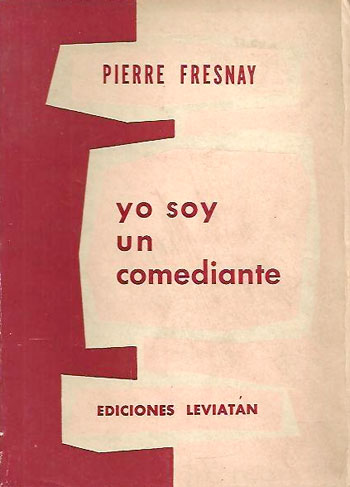 PIERRE FRESNAY
yo soy
un
comediante
EDICIONES LEVIATÁN